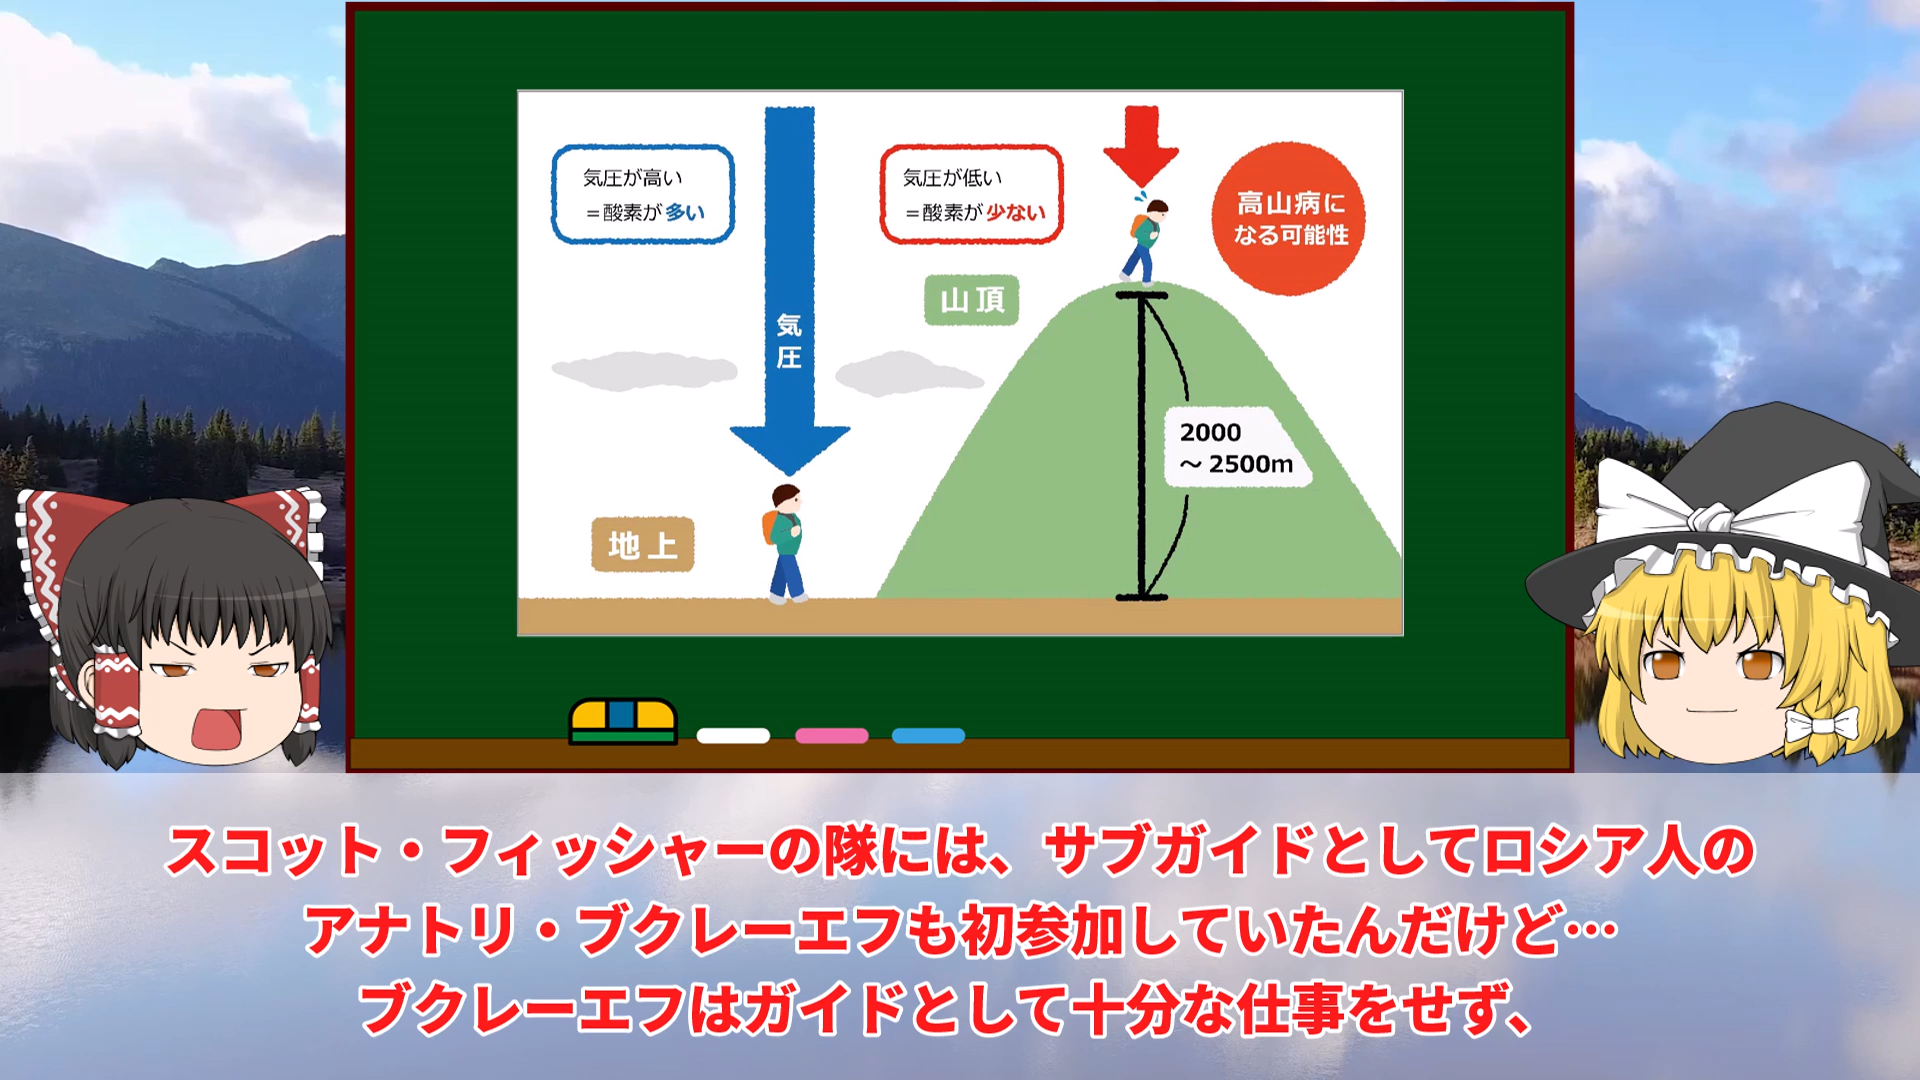 気圧が高い
＝酸素が多い
気圧
気圧が低い
＝酸素が少ない
高山病に
なる可能性
山頂
2000
～2500m
地上
スコット・フィッシャーの隊には、サブガイドとしてロシア人の
アナトリ・ブクレーエフも初参加していたんだけど…
ブクレーエフはガイドとして十分な仕事をせず、